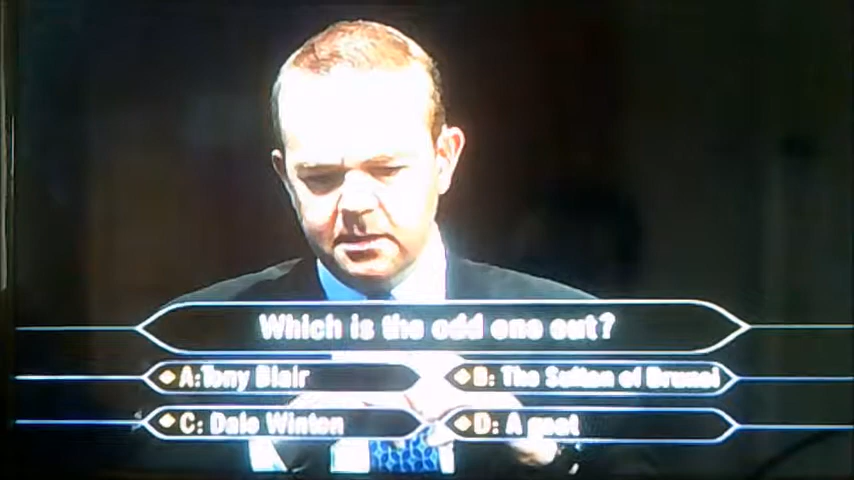 Which is the odd one out?
A: Tony Blair
B: The Sultan of Brunei
C: Dale Winton
D: A goat